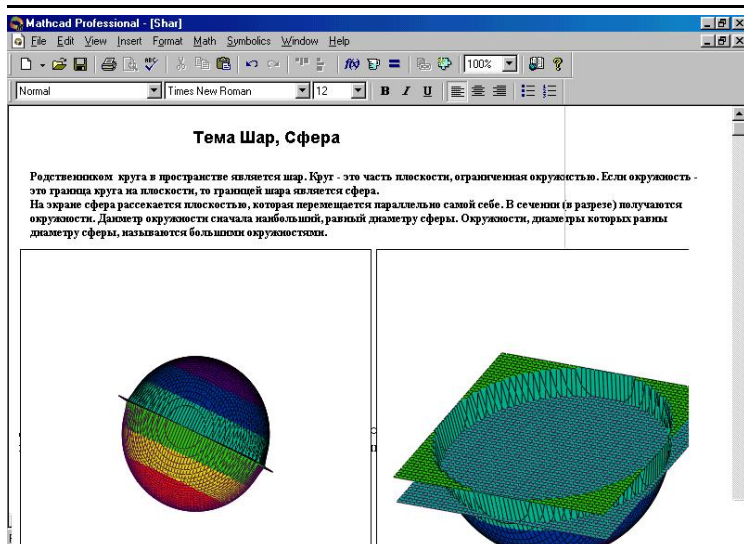 Mathcad Professional - [Shar]
File Edit View Insert Format Math Symbolics Window Help
100%
Normal Times New Roman 12 B I U
Тема Шар, Сфера
Родственником круга в пространстве является шар. Круг - это часть плоскости, ограниченная окружистью. Если окружность -
это граница круга на плоскости, то границей шара является сфера.
На экране сфера рассекается плоскостью, которая перемещается параллельно самой себе. В сечении (в разрезе) получаются
окружности. Диаметр окружности сначала наибольший, равный диаметру сферы. Окружности, диаметры которых равны
диаметру сферы, называются большими окружностями.